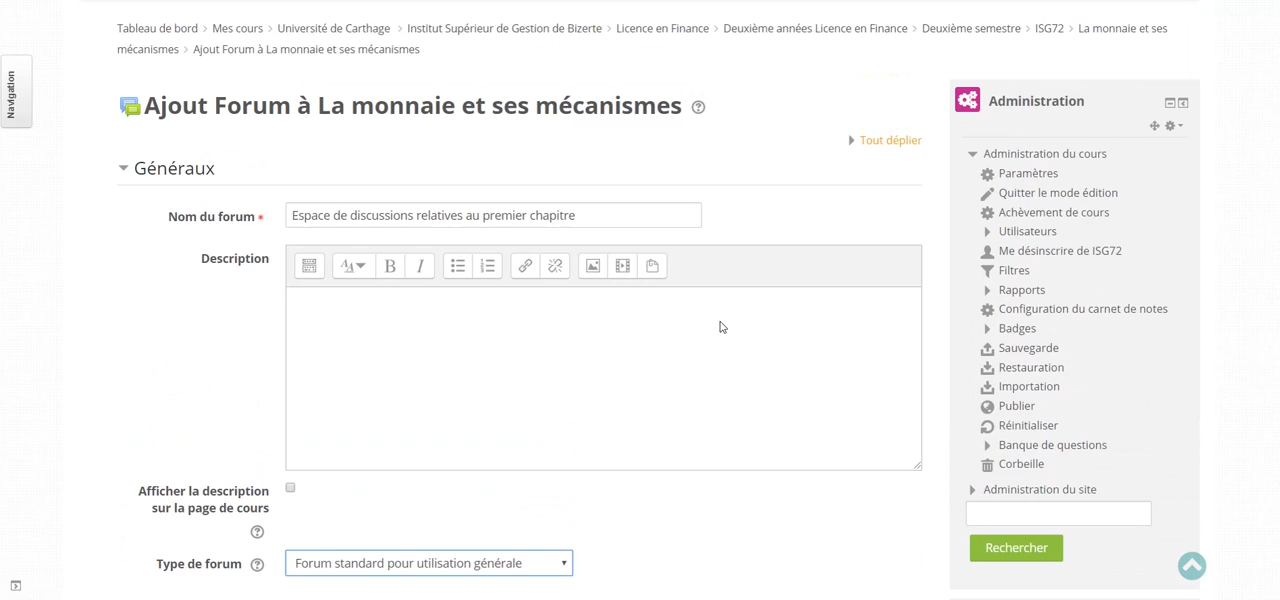 Tableau de bord > Mes cours > Université de Carthage > Institut Supérieur de Gestion de Bizerte > Licence en Finance > Deuxième années Licence en Finance > Deuxième semestre > ISG72 > La monnaie et ses
mécanismes > Ajout Forum à La monnaie et ses mécanismes
Navigation
Ajout Forum à La monnaie et ses mécanismes
Tout déplier
Généraux
Nom du forum
Espace de discussions relatives au premier chapitre
Description
Afficher la description
sur la page de cours
Type de forum
Forum standard pour utilisation générale
Administration
Administration du cours
Paramètres
Quitter le mode édition
Achèvement de cours
Utilisateurs
Me désinscrire de ISG72
Filtres
Rapports
Configuration du carnet de notes
Badges
Sauvegarde
Restauration
Importation
Publier
Réinitialiser
Banque de questions
Corbeille
Administration du site
Rechercher